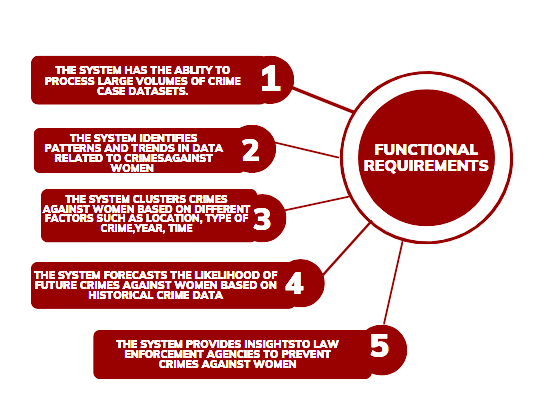 THE SYSTEM HAS THE ABLITY TO
PROCESS LARGE VOLUMES OF CRIME
CASE DATASETS.
1
THE SYSTEM IDENTIFIES
PATTERNS AND TRENDS IN DATA
RELATED TO CRIMESAGAINST
WOMEN
2
THE SYSTEM CLUSTERS CRIMES
AGAINST WOMEN BASED ON DIFFERENT
FACTORS SUCH AS LOCATION, TYPE OF
CRIME,YEAR, TIME
3
THE SYSTEM FORECASTS THE LIKELIHOOD OF
FUTURE CRIMES AGAINST WOMEN BASED ON
HISTORICAL CRIME DATA
4
THE SYSTEM PROVIDES INSIGHTSTO LAW
ENFORCEMENT AGENCIES TO PREVENT
CRIMES AGAINST WOMEN
5
FUNCTIONAL
REQUIREMENTS